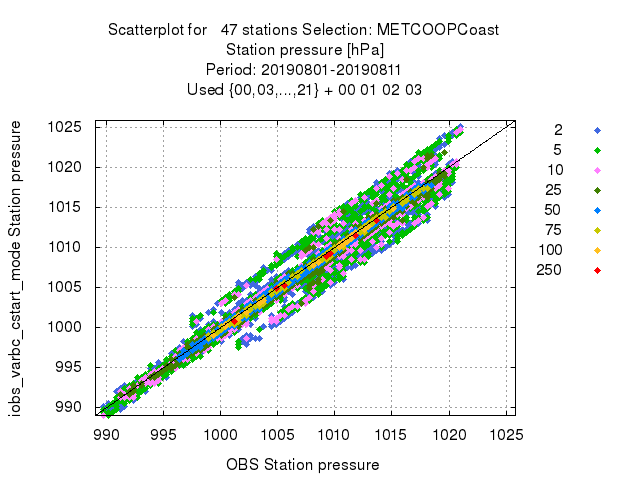 Scatterplot for   47 stations Selection: METCOOPCoast
Station pressure [hPa]
Period: 20190801-20190811
Used {00,03,...,21} + 00 01 02 03
jobs_varbc_cstart_mode Station pressure
1025
1020
1015
1010
1005
1000
995
990
990 995 1000 1005 1010 1015 1020 1025
OBS Station pressure
2
5
10
25
50
75
100
250